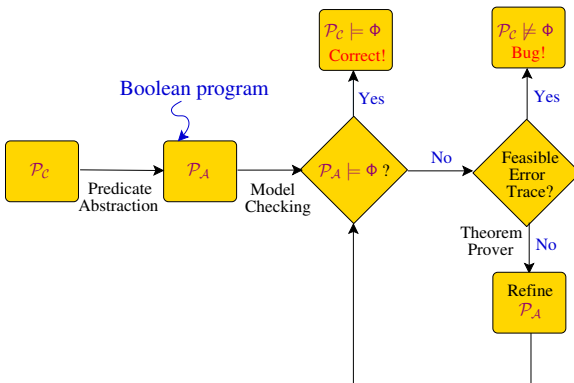 𝒫_𝒞 ⊨ Φ
Correct!
𝒫_𝒞 ⊭ Φ
Bug!
Boolean program
Yes
Yes
𝒫_𝒞
Predicate
Abstraction
𝒫_𝒜
Model
Checking
𝒫_𝒜 ⊨ Φ ?
No
Feasible
Error
Trace?
Theorem
Prover
No
Refine
𝒫_𝒜